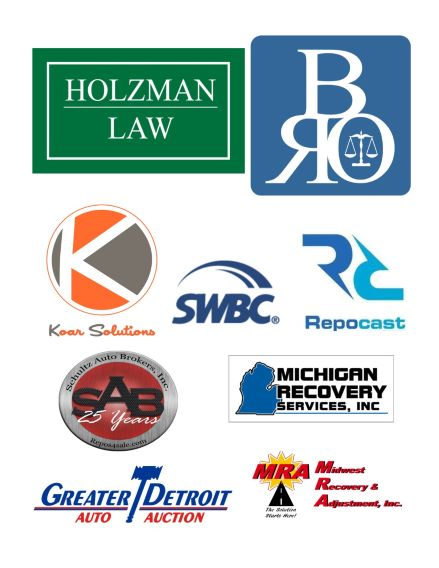 HOLZMAN
LAW
B
RO
K
Koar Solutions
SWBC®
RC
Repocast
Schultz Auto Brokers, Inc.
SAB
25 Years
Repos4sale.com
MICHIGAN
RECOVERY
SERVICES, INC
GREATER DETROIT
AUTO AUCTION
MRA
The Solution
Starts Here!
Midwest
Recovery &
Adjustment, Inc.